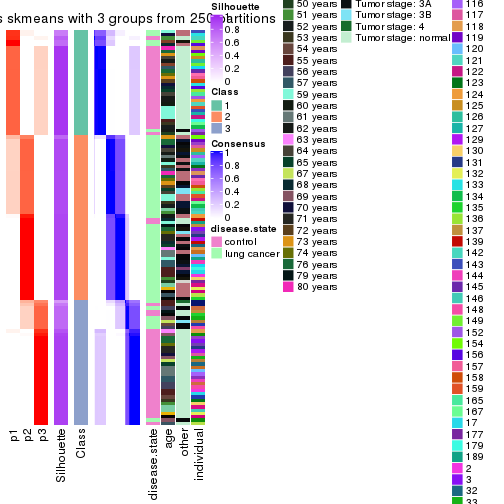 s skmeans with 3 groups from 250 partitions
Silhouette
1
0.8
0.6
0.4
0.2
0
Class
1
2
3
Consensus
1
0.8
0.6
0.4
0.2
0
disease.state
control
lung cancer
50 years
51 years
52 years
53 years
54 years
55 years
56 years
57 years
59 years
60 years
61 years
62 years
63 years
64 years
65 years
67 years
68 years
69 years
70 years
71 years
72 years
73 years
74 years
76 years
79 years
80 years
Tumor stage: 3A
Tumor stage: 3B
Tumor stage: 4
Tumor stage: normal
116
117
118
119
120
121
122
123
124
125
126
127
129
130
131
132
133
134
135
136
137
139
142
143
144
145
146
148
149
152
154
156
157
158
159
165
167
17
177
179
189
2
3
32
33
p1
p2
p3
Silhouette
Class
disease.state
age
other
individual